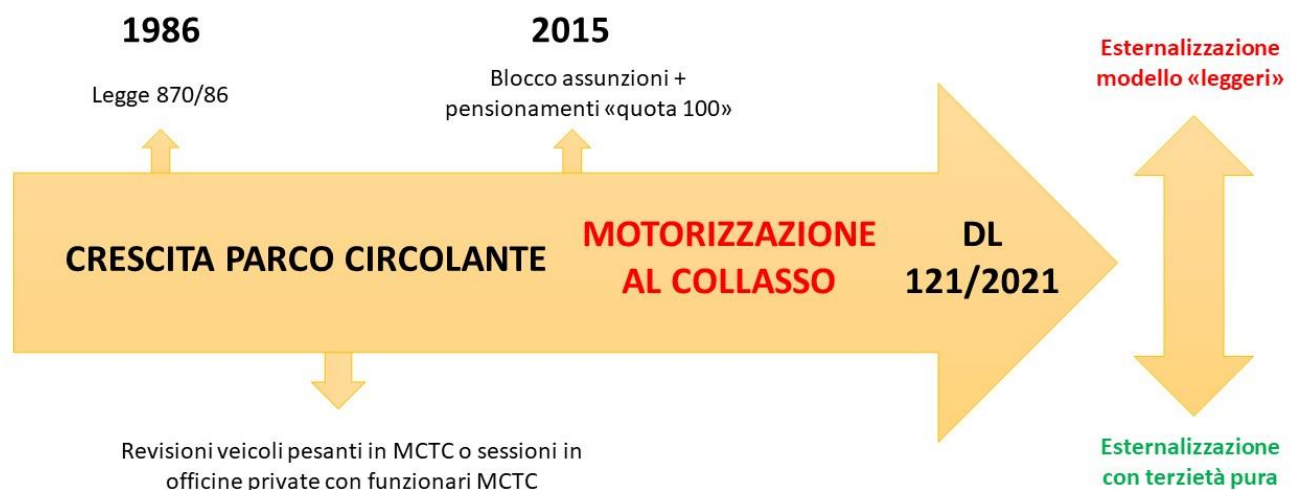 1986
Legge 870/86
2015
Blocco assunzioni +
pensionamenti «quota 100»
Esternalizzazione
modello «leggeri»
CRESCITA PARCO CIRCOLANTE
MOTORIZZAZIONE
AL COLLASSO
DL
121/2021
Revisioni veicoli pesanti in MCTC o sessioni in
officine private con funzionari MCTC
Esternalizzazione
con terzietà pura